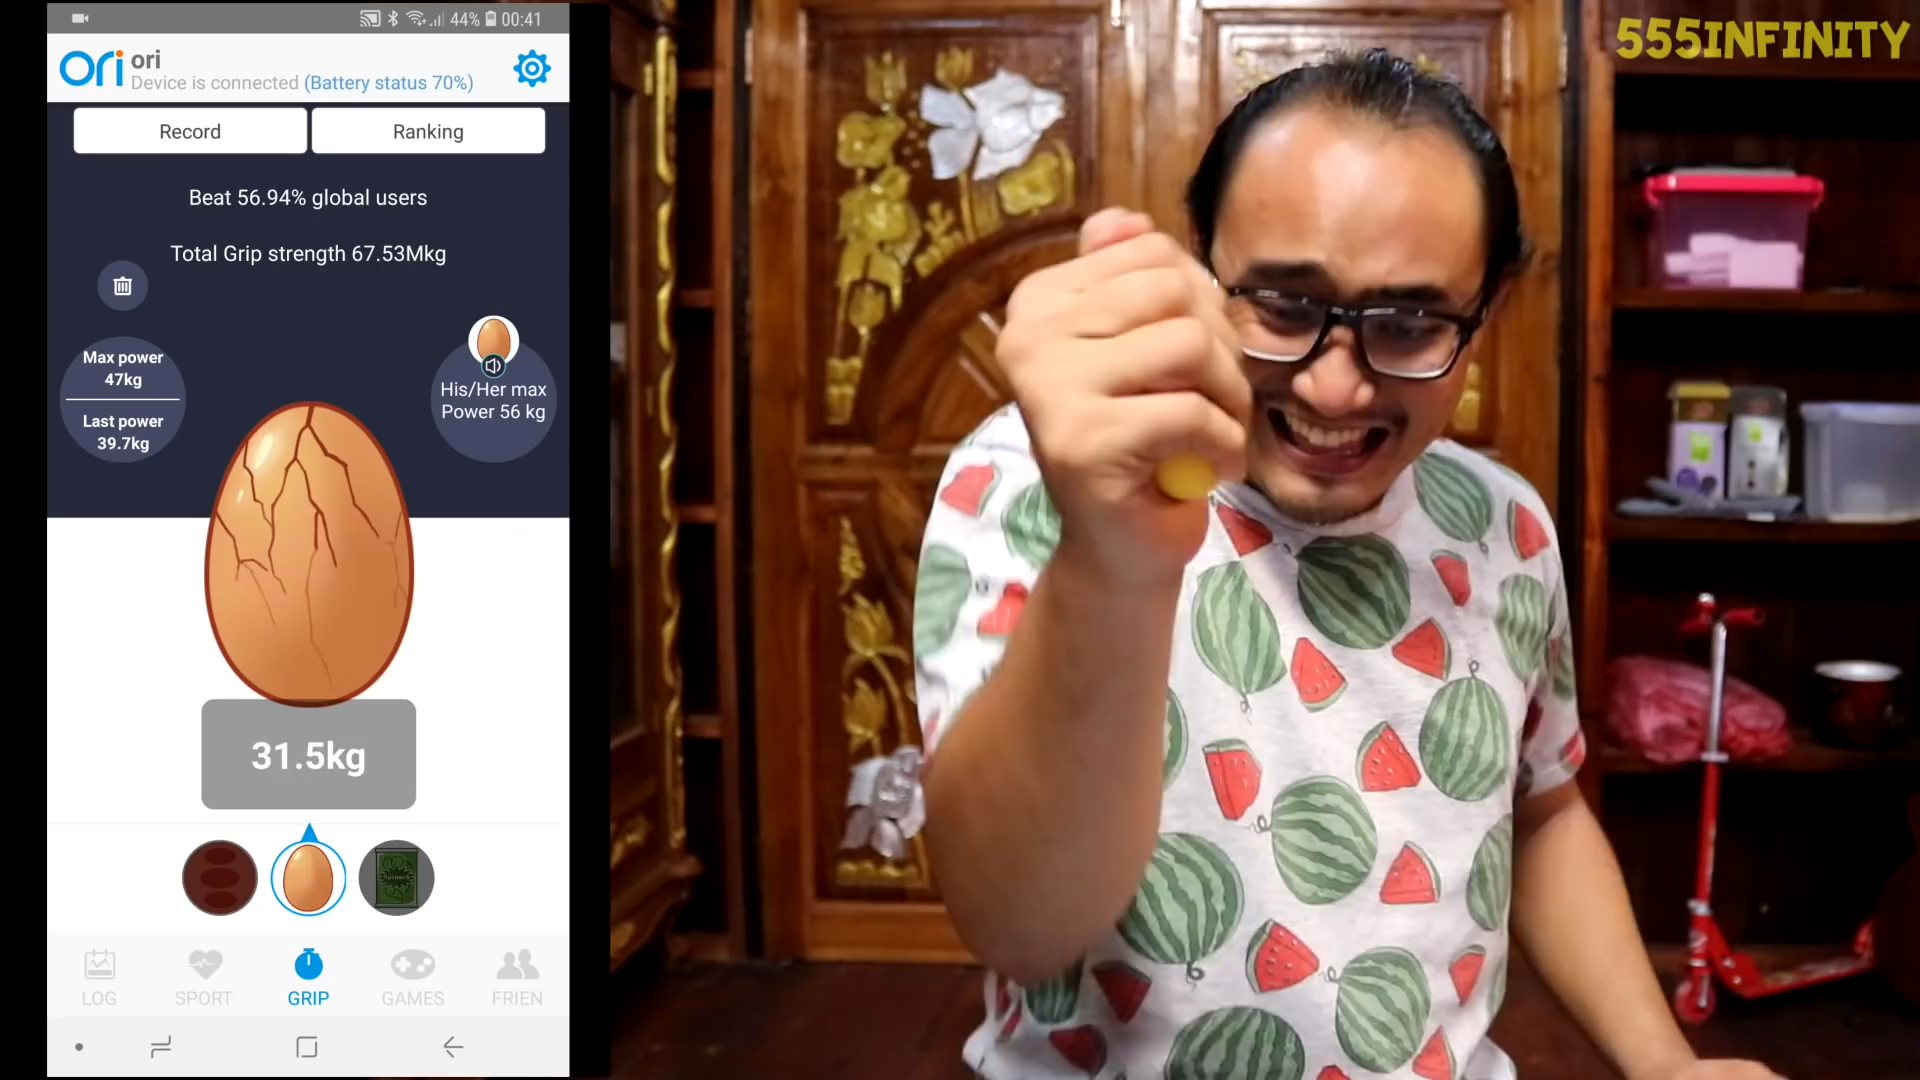 44% 00:41
ori ori
Device is connected (Battery status 70%)
Record
Ranking
Beat 56.94% global users
Total Grip strength 67.53Mkg
Max power
47kg
Last power
39.7kg
His/Her max
Power 56 kg
31.5kg
Spinach
LOG
SPORT
GRIP
GAMES
FRIEN
555INFINITY